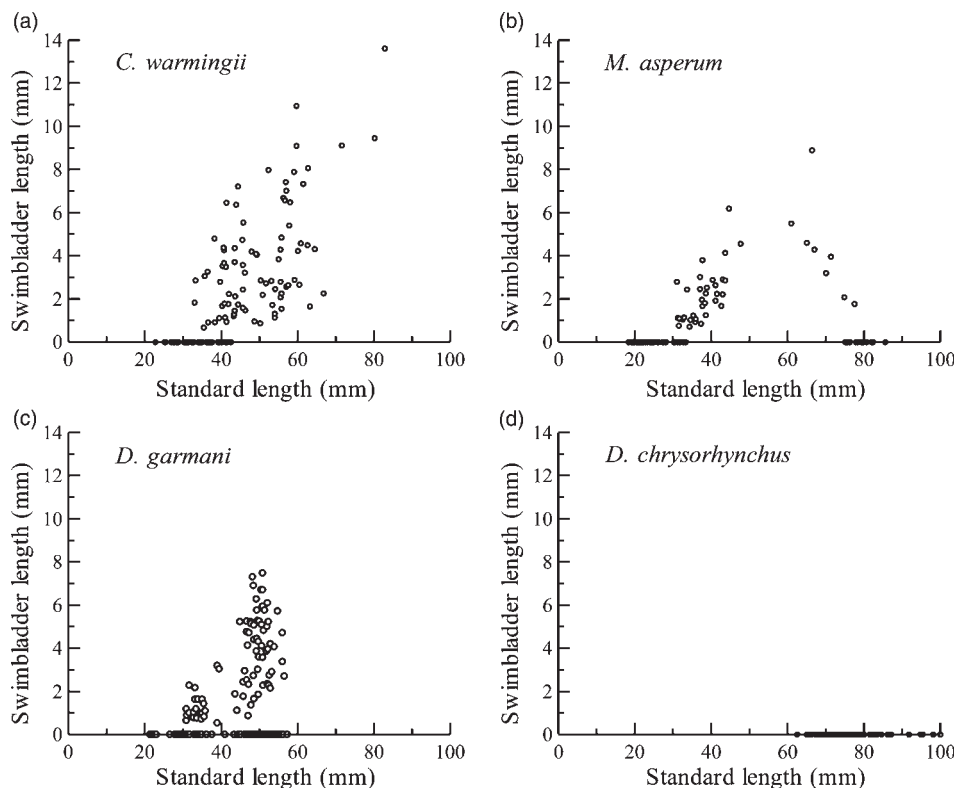 (a)
C. warmingii
Swimbladder length (mm)
14
12
10
8
6
4
2
0
0 20 40 60 80 100
Standard length (mm)
(b)
M. asperum
Swimbladder length (mm)
14
12
10
8
6
4
2
0
0 20 40 60 80 100
Standard length (mm)
(c)
D. garmani
Swimbladder length (mm)
14
12
10
8
6
4
2
0
0 20 40 60 80 100
Standard length (mm)
(d)
D. chrysorhynchus
Swimbladder length (mm)
14
12
10
8
6
4
2
0
0 20 40 60 80 100
Standard length (mm)